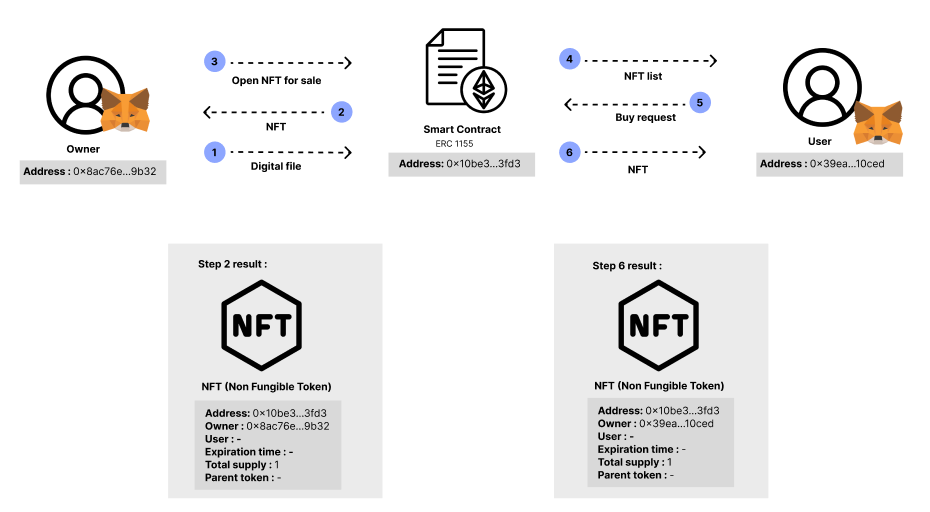 3
Open NFT for sale
2
NFT
1
Digital file
Owner
Address : 0×8ac76e...9b32
Smart Contract
ERC 1155
Address: 0×10be3...3fd3
4
NFT list
5
Buy request
6
NFT
User
Address : 0×39ea...10ced
Step 2 result :
NFT
NFT (Non Fungible Token)
Address: 0×10be3...3fd3
Owner : 0×8ac76e...9b32
User : -
Expiration time : -
Total supply : 1
Parent token : -
Step 6 result :
NFT
NFT (Non Fungible Token)
Address: 0×10be3...3fd3
Owner : 0×39ea...10ced
User : -
Expiration time : -
Total supply : 1
Parent token : -